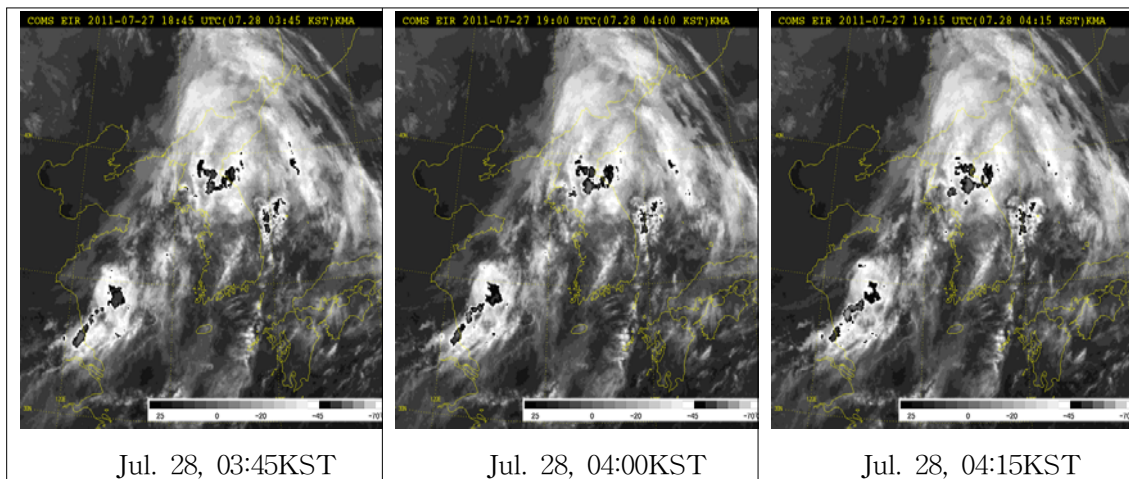 COMS EIR 2011-07-27 18:45 UTC(07.28 03:45 KST)KMA
25 0 -20 -45 -70
Jul. 28, 03:45KST
COMS EIR 2011-07-27 19:00 UTC(07.28 04:00 KST)KMA
25 0 -20 -45 -70
Jul. 28, 04:00KST
COMS EIR 2011-07-27 19:15 UTC(07.28 04:15 KST)KMA
25 0 -20 -45 -70
Jul. 28, 04:15KST